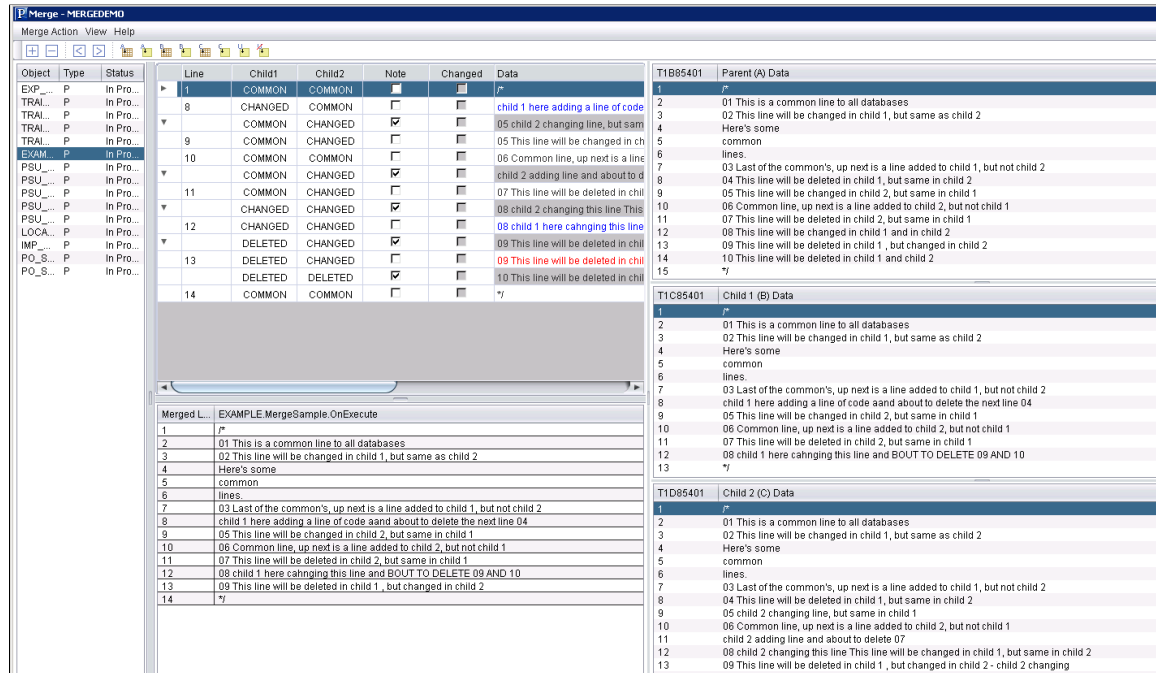 Merge - MERGEDEMO
Merge Action View Help
Object Type Status
EXP_... P In Pro...
TRAI... P In Pro...
TRAI... P In Pro...
TRAI... P In Pro...
TRAI... P In Pro...
EXAM... P In Pro...
PSU_... P In Pro...
PSU_... P In Pro...
PSU_... P In Pro...
PSU_... P In Pro...
PSU_... P In Pro...
LOCA... P In Pro...
IMP_... P In Pro...
PO_S... P In Pro...
PO_S... P In Pro...
Line Child1 Child2 Note Changed Data
1 COMMON COMMON /*
8 CHANGED COMMON child 1 here adding a line of code
COMMON CHANGED 05 child 2 changing line, but sam
9 COMMON CHANGED 05 This line will be changed in ch
10 COMMON COMMON 06 Common line, up next is a line
COMMON CHANGED child 2 adding line and about to d
11 COMMON CHANGED 07 This line will be deleted in chil
CHANGED CHANGED 08 child 2 changing this line This
12 CHANGED CHANGED 08 child 1 here cahnging this line
DELETED CHANGED 09 This line will be deleted in chil
13 DELETED CHANGED 09 This line will be deleted in chil
DELETED DELETED 10 This line will be deleted in chil
14 COMMON COMMON */
Merged L... EXAMPLE.MergeSample.OnExecute
1 /*
2 01 This is a common line to all databases
3 02 This line will be changed in child 1, but same as child 2
4 Here's some
5 common
6 lines.
7 03 Last of the common's, up next is a line added to child 1, but not child 2
8 child 1 here adding a line of code aand about to delete the next line 04
9 05 This line will be changed in child 2, but same in child 1
10 06 Common line, up next is a line added to child 2, but not child 1
11 07 This line will be deleted in child 2, but same in child 1
12 08 child 1 here cahnging this line and BOUT TO DELETE 09 AND 10
13 09 This line will be deleted in child 1 , but changed in child 2
14 */
T1B85401 Parent (A) Data
1 /*
2 01 This is a common line to all databases
3 02 This line will be changed in child 1, but same as child 2
4 Here's some
5 common
6 lines.
7 03 Last of the common's, up next is a line added to child 1, but not child 2
8 04 This line will be deleted in child 1, but same in child 2
9 05 This line will be changed in child 2, but same in child 1
10 06 Common line, up next is a line added to child 2, but not child 1
11 07 This line will be deleted in child 2, but same in child 1
12 08 This line will be changed in child 1 and in child 2
13 09 This line will be deleted in child 1 , but changed in child 2
14 10 This line will be deleted in child 1 and child 2
15 */
T1C85401 Child 1 (B) Data
1 /*
2 01 This is a common line to all databases
3 02 This line will be changed in child 1, but same as child 2
4 Here's some
5 common
6 lines.
7 03 Last of the common's, up next is a line added to child 1, but not child 2
8 child 1 here adding a line of code aand about to delete the next line 04
9 05 This line will be changed in child 2, but same in child 1
10 06 Common line, up next is a line added to child 2, but not child 1
11 07 This line will be deleted in child 2, but same in child 1
12 08 child 1 here cahnging this line and BOUT TO DELETE 09 AND 10
13 */
T1D85401 Child 2 (C) Data
1 /*
2 01 This is a common line to all databases
3 02 This line will be changed in child 1, but same as child 2
4 Here's some
5 common
6 lines.
7 03 Last of the common's, up next is a line added to child 1, but not child 2
8 04 This line will be deleted in child 1, but same in child 2
9 05 child 2 changing line, but same in child 1
10 06 Common line, up next is a line added to child 2, but not child 1
11 child 2 adding line and about to delete 07
12 08 child 2 changing this line This line will be changed in child 1, but same in child 2
13 09 This line will be deleted in child 1 , but changed in child 2 - child 2 changing